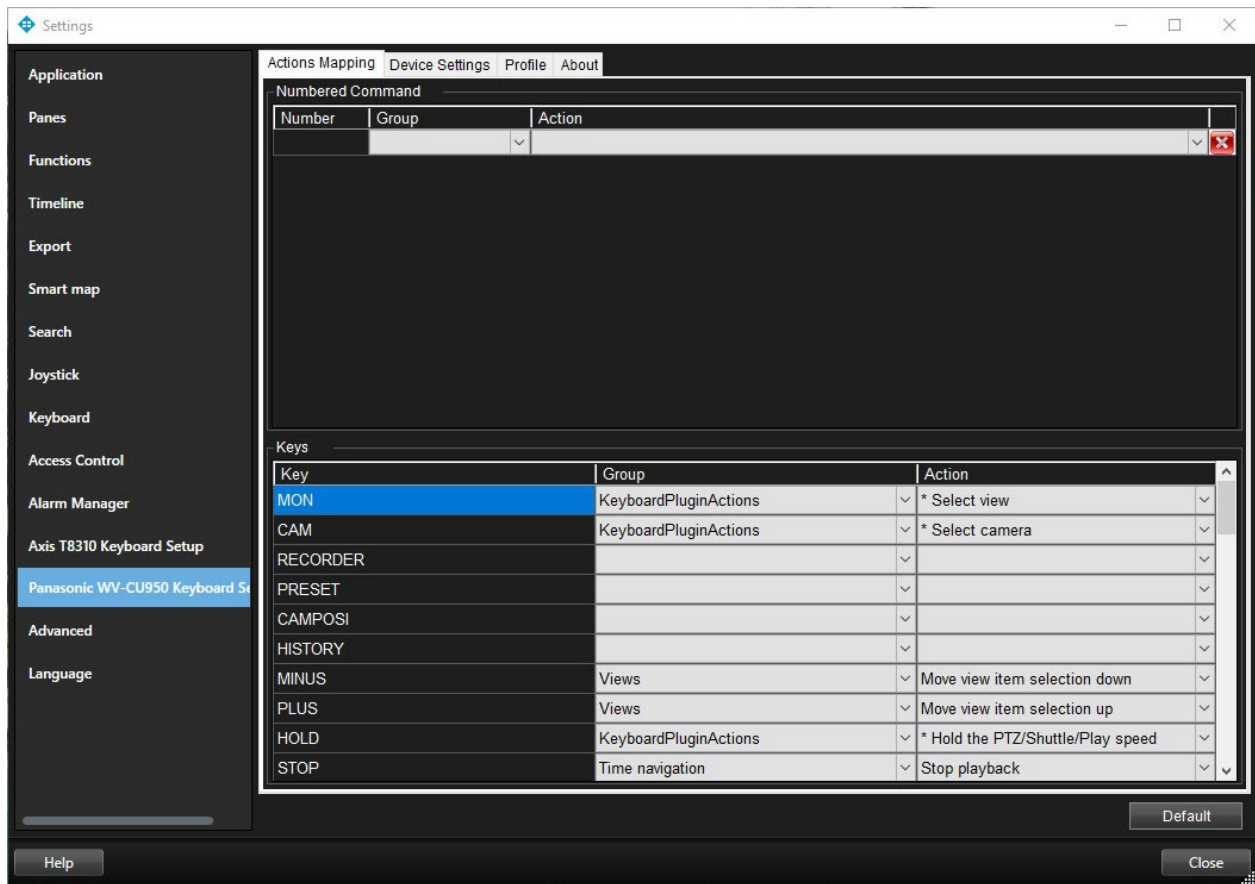 Settings
Application
Panes
Functions
Timeline
Export
Smart map
Search
Joystick
Keyboard
Access Control
Alarm Manager
Axis T8310 Keyboard Setup
Panasonic WV-CU950 Keyboard Se
Advanced
Language
Actions Mapping Device Settings Profile About
Numbered Command
Number Group Action
Keys
Key Group Action
MON KeyboardPluginActions * Select view
CAM KeyboardPluginActions * Select camera
RECORDER
PRESET
CAMPOSI
HISTORY
MINUS Views Move view item selection down
PLUS Views Move view item selection up
HOLD KeyboardPluginActions * Hold the PTZ/Shuttle/Play speed
STOP Time navigation Stop playback
Default
Help Close